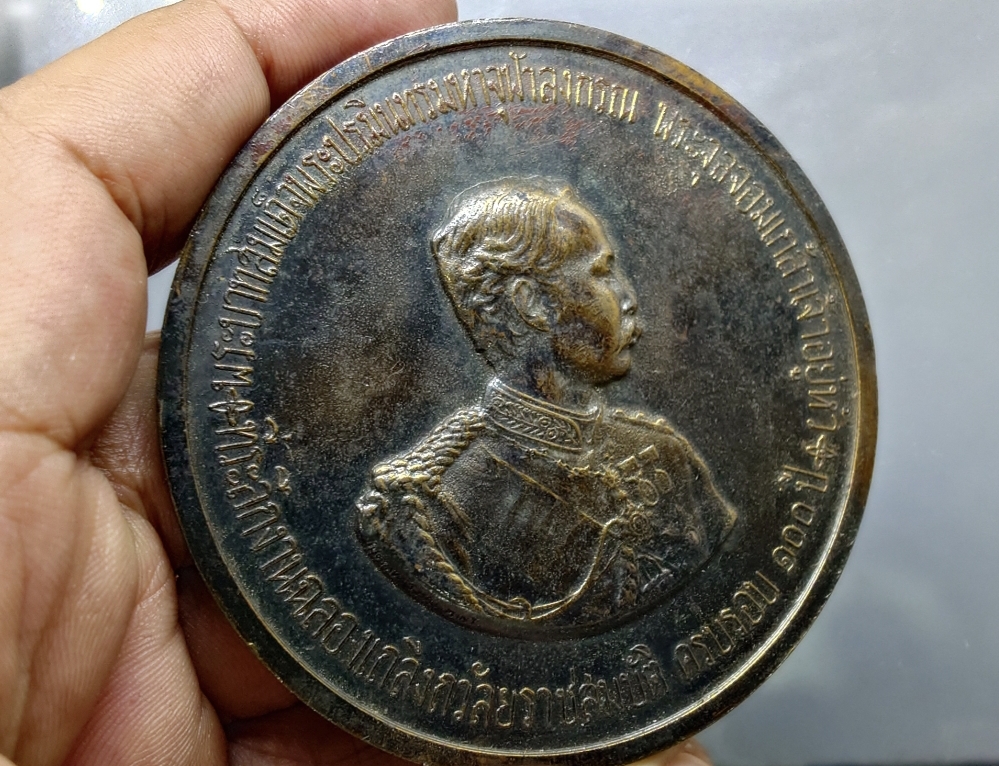 พระบาทสมเด็จพระปรมินทรมหาจุฬาลงกรณ พระจุลจอมเกล้าเจ้าอยู่หัว
ที่ระฦกงานฉลองเถลิงถวัลยราชสมบัติ ครบรอบ ๑๐๐ ปี